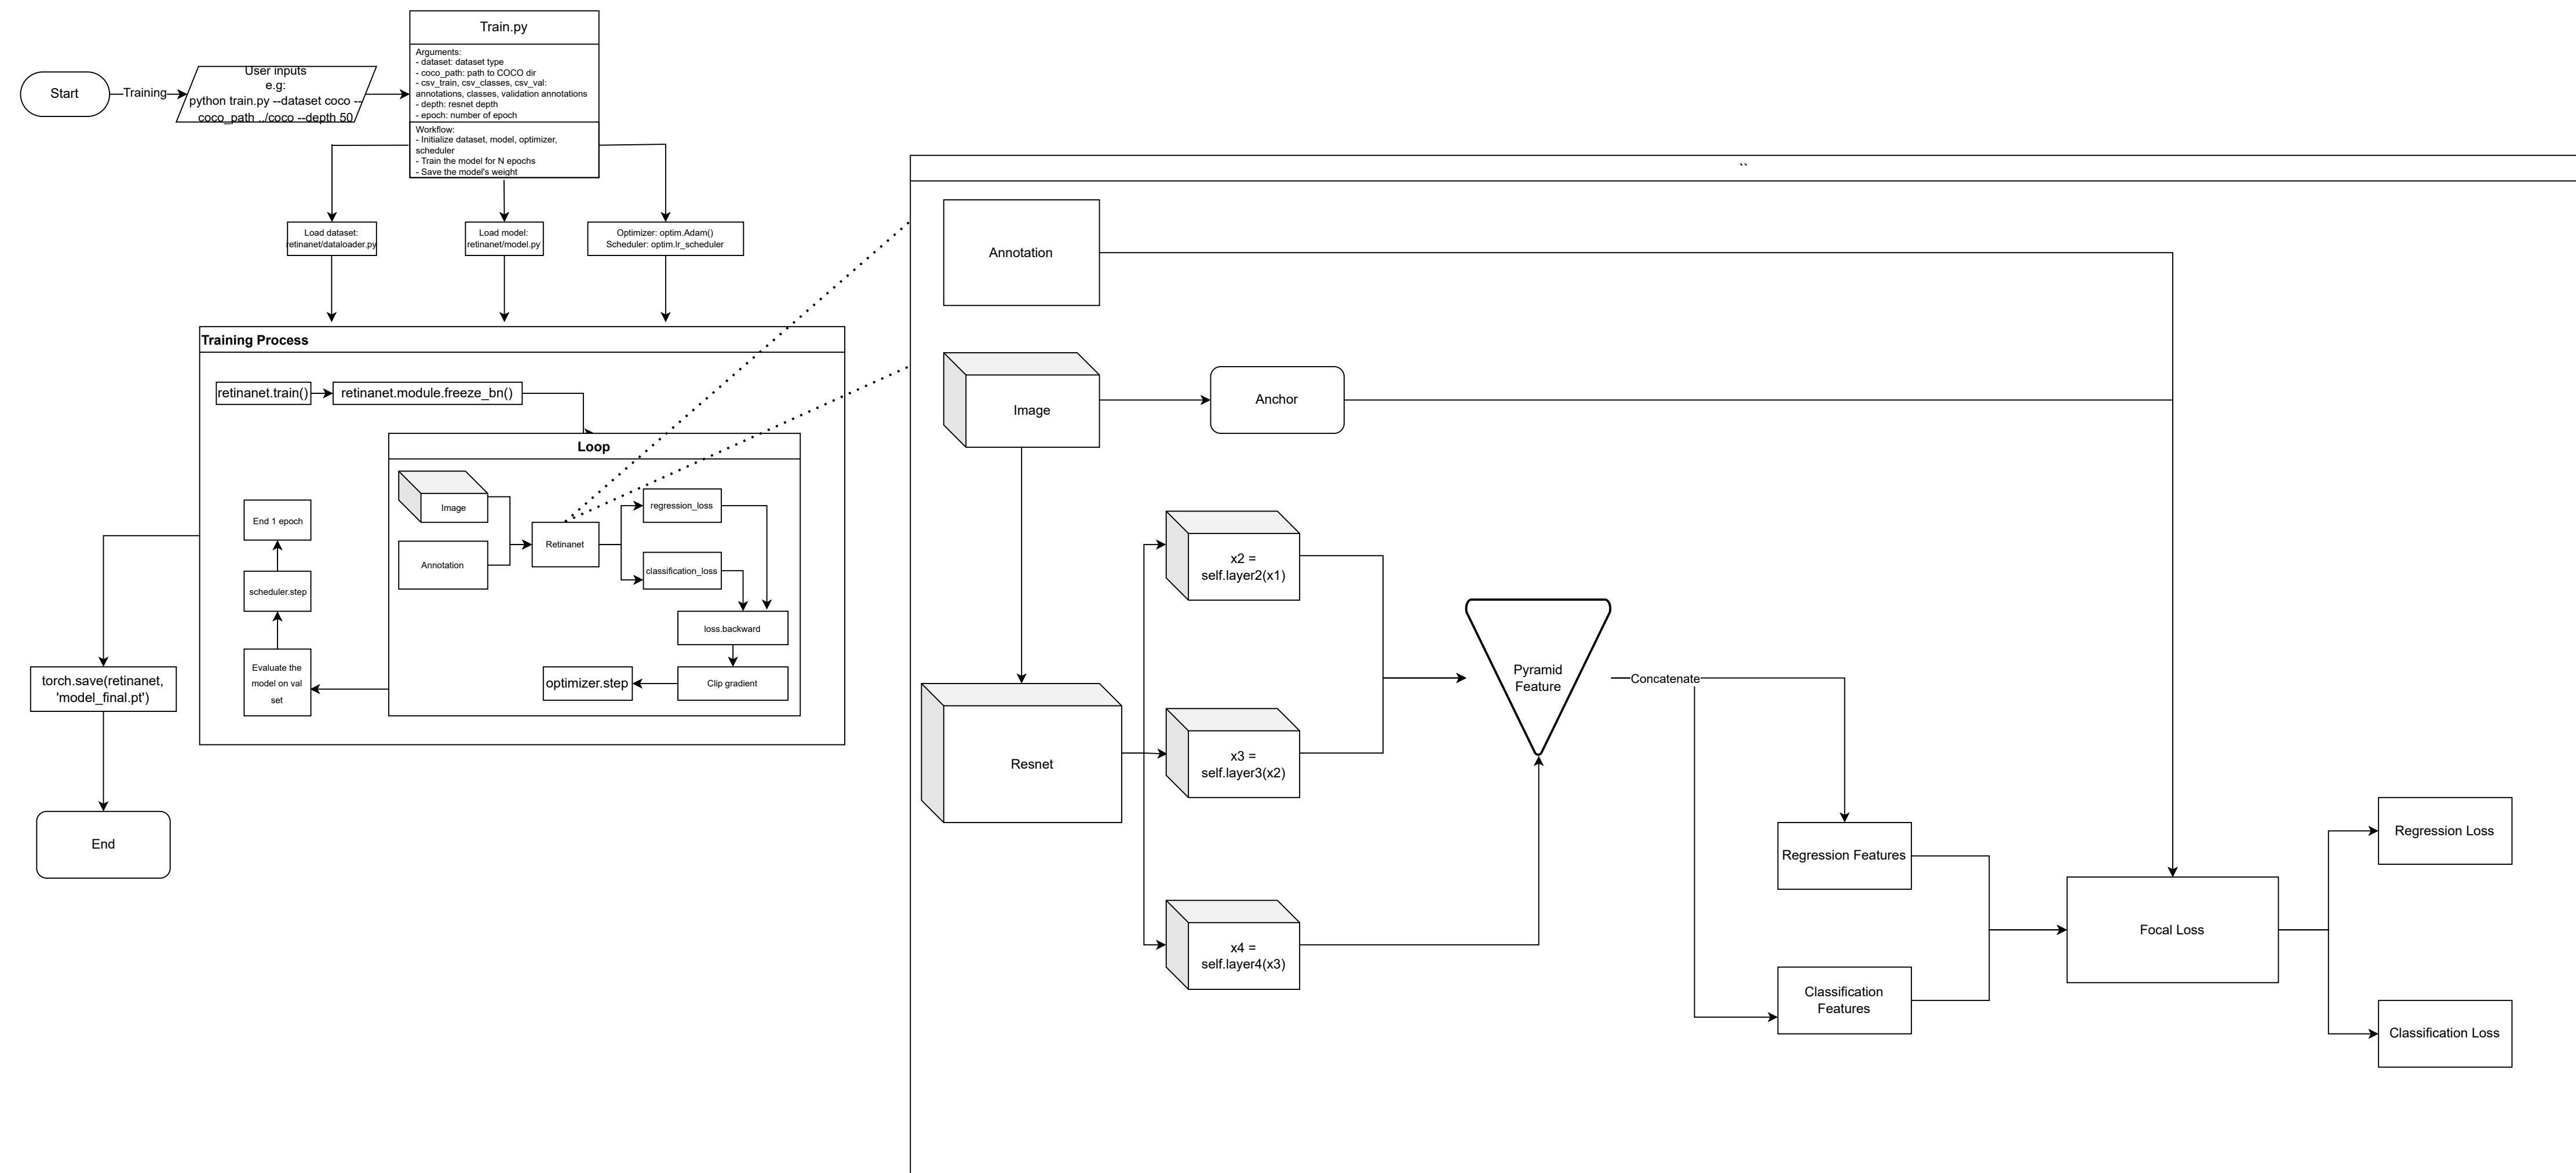 Train.py
Arguments:
- dataset: dataset type
- coco_path: path to COCO dir
- csv_train, csv_classes, csv_val:
annotations, classes, validation annotations
- depth: resnet depth
- epoch: number of epoch
Workflow:
- Initialize dataset, model, optimizer,
scheduler
- Train the model for N epochs
- Save the model's weight
Start
Training
User inputs
e.g:
python train.py --dataset coco --
coco_path ../coco --depth 50
Load dataset:
retinanet/dataloader.py
Load model:
retinanet/model.py
Optimizer: optim.Adam()
Scheduler: optim.lr_scheduler
Training Process
retinanet.train()
retinanet.module.freeze_bn()
Loop
Image
Annotation
Retinanet
regression_loss
classification_loss
loss.backward
Clip gradient
optimizer.step
End 1 epoch
scheduler.step
Evaluate the
model on val
set
torch.save(retinanet,
'model_final.pt')
End
``
Annotation
Image
Anchor
Resnet
x2 =
self.layer2(x1)
x3 =
self.layer3(x2)
x4 =
self.layer4(x3)
Pyramid
Feature
Concatenate
Regression Features
Classification
Features
Focal Loss
Regression Loss
Classification Loss